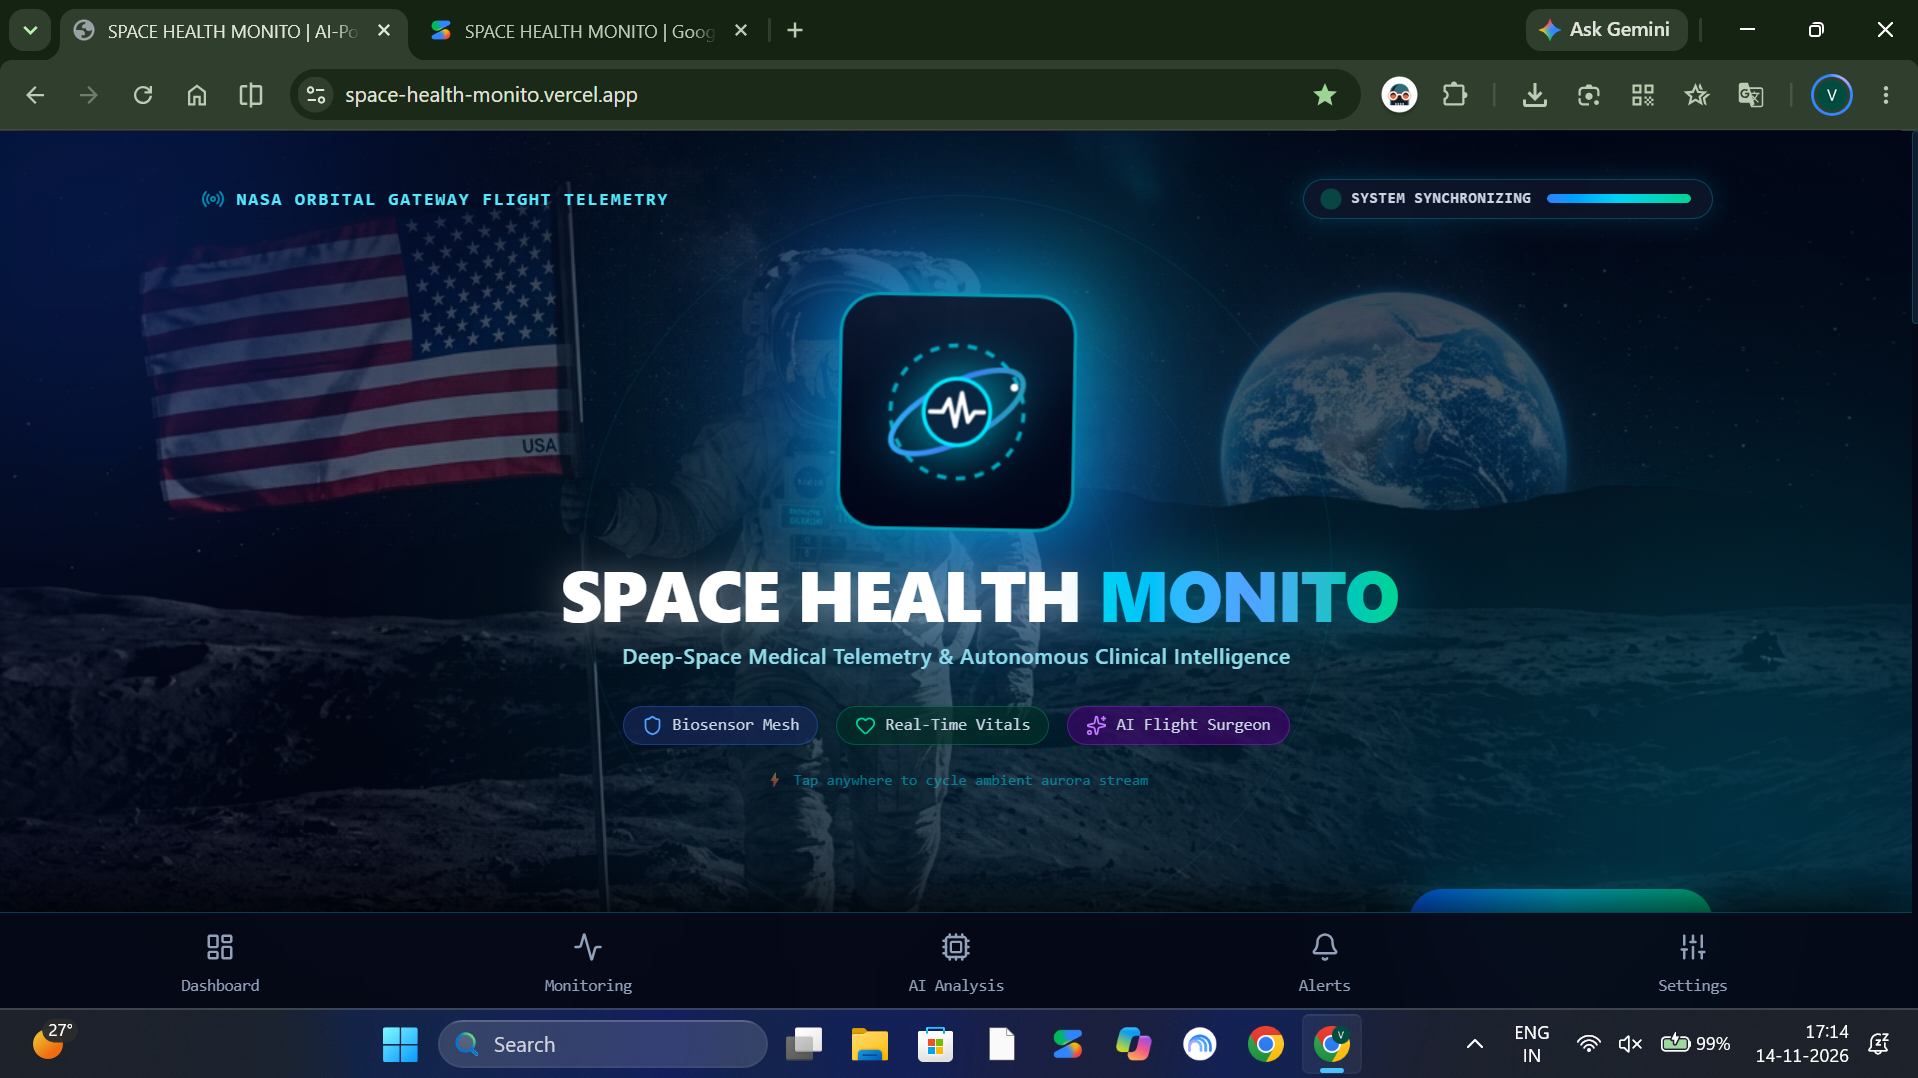 SPACE HEALTH MONITO | AI-Po
SPACE HEALTH MONITO | Goog
Ask Gemini
space-health-monito.vercel.app
V
NASA ORBITAL GATEWAY FLIGHT TELEMETRY
SYSTEM SYNCHRONIZING
USA
SPACE HEALTH MONITO
Deep-Space Medical Telemetry & Autonomous Clinical Intelligence
Biosensor Mesh
Real-Time Vitals
AI Flight Surgeon
Tap anywhere to cycle ambient aurora stream
Dashboard
Monitoring
AI Analysis
Alerts
Settings
27°
Search
V
ENG
IN
99%
17:14
14-11-2026